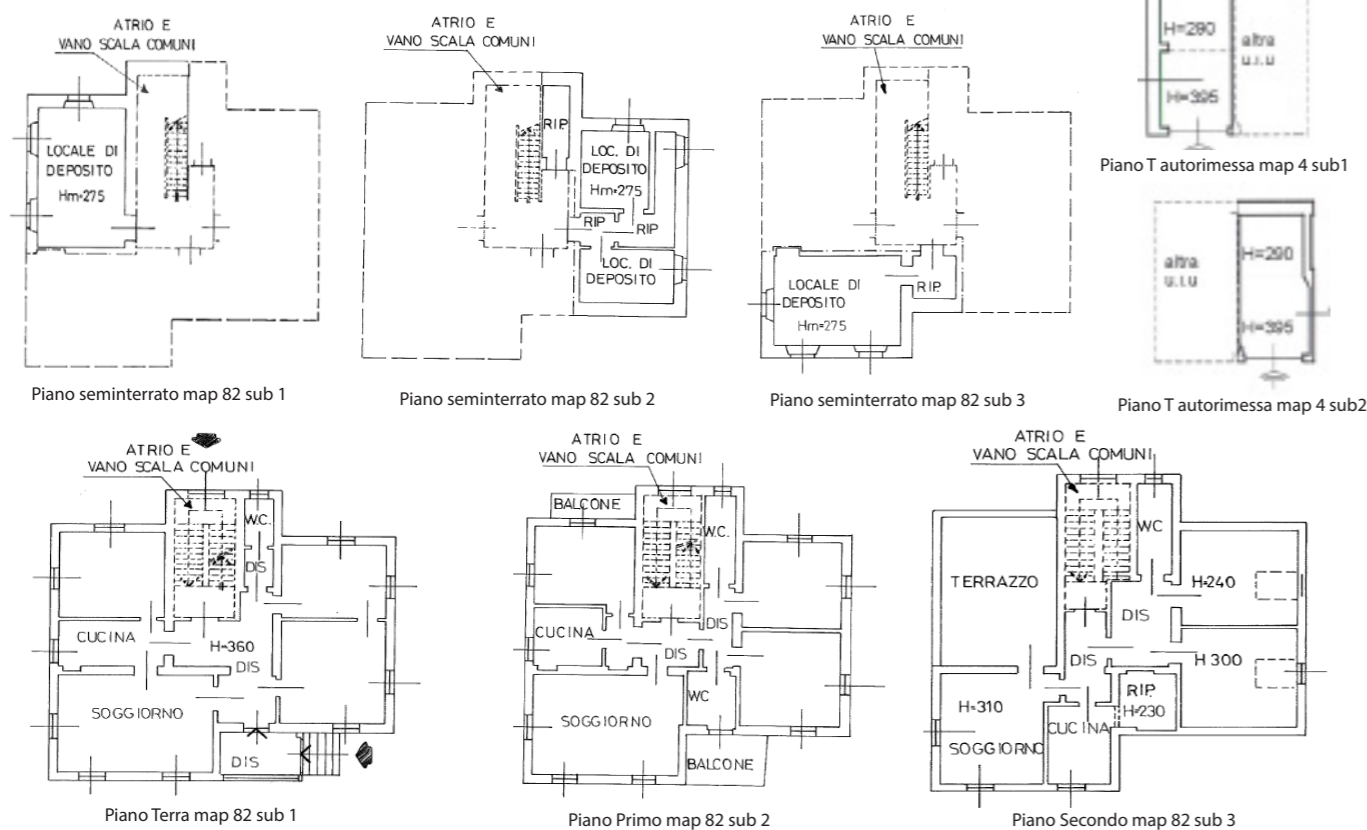 ATRIO E
VANO SCALA COMUNI
LOCALE DI
DEPOSITO
Hm=275
Piano seminterrato map 82 sub 1
ATRIO E
VANO SCALA COMUNI
RIP.
LOC. DI
DEPOSITO
Hm=275
RIP
RIP
LOC. DI
DEPOSITO
Piano seminterrato map 82 sub 2
ATRIO E
VANO SCALA COMUNI
LOCALE DI
DEPOSITO
Hm=275
RIP.
Piano seminterrato map 82 sub 3
H=290
altra
u.i.u
H=395
Piano T autorimessa map 4 sub1
altra
u.i.u
H=290
H=395
Piano T autorimessa map 4 sub2
ATRIO E
VANO SCALA COMUNI
W.C.
DIS
CUCINA
H=360
DIS
SOGGIORNO
DIS
Piano Terra map 82 sub 1
ATRIO E
VANO SCALA COMUNI
BALCONE
W.C.
CUCINA
DIS
DIS
WC
SOGGIORNO
BALCONE
Piano Primo map 82 sub 2
ATRIO E
VANO SCALA COMUNI
WC
TERRAZZO
H=240
DIS
DIS
H 300
RIP.
H=230
H=310
CUCINA
SOGGIORNO
Piano Secondo map 82 sub 3